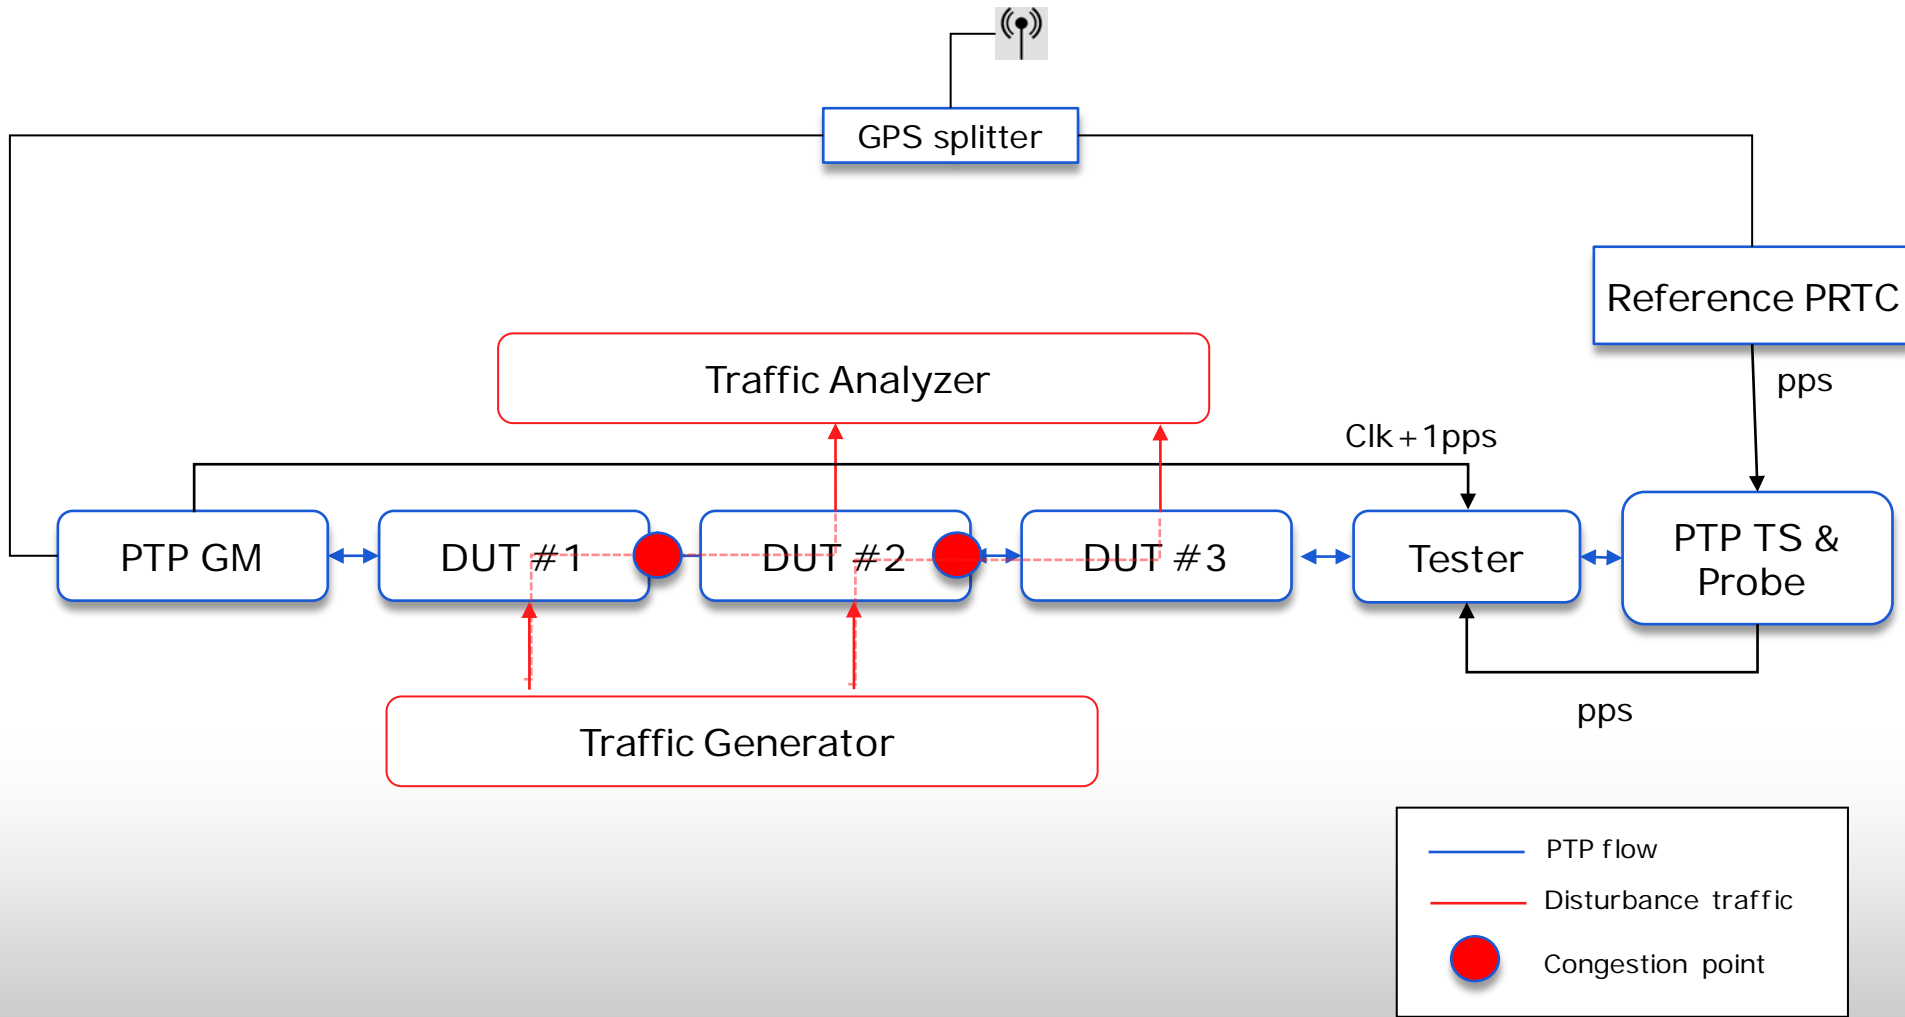 GPS splitter
Reference PRTC
pps
Traffic Analyzer
Clk + 1pps
PTP GM
DUT #1
DUT #2
DUT #3
Tester
PTP TS &
Probe
pps
Traffic Generator
PTP flow
Disturbance traffic
Congestion point